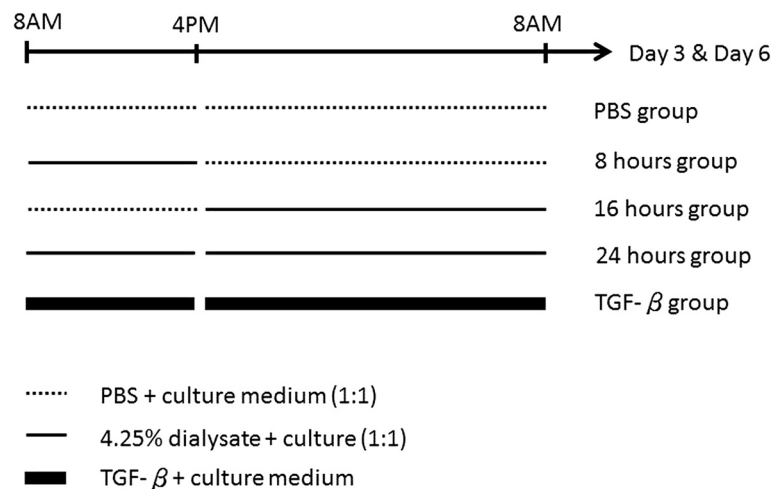 8AM 4PM 8AM
Day 3 & Day 6
PBS group
8 hours group
16 hours group
24 hours group
TGF- β group
PBS + culture medium (1:1)
4.25% dialysate + culture (1:1)
TGF- β + culture medium